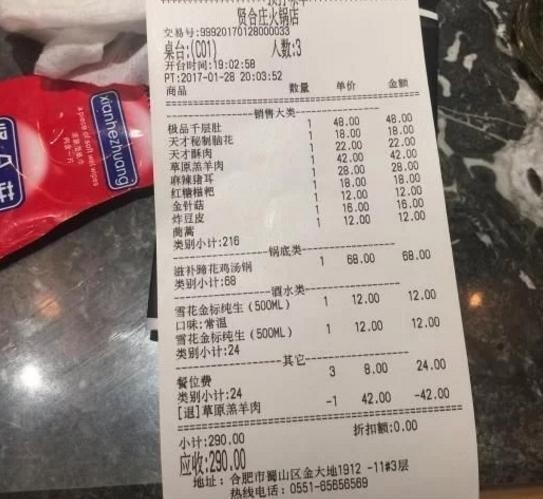 贤合庄火锅店
交易号:99920170128000033
桌台:(C01) 人数:3
开台时间:19:02:58
PT:2017-01-28 20:03:52
商品 数量 单价 金额
销售大类
极品千层肚 1 48.00 48.00
天才秘制脑花 1 18.00 18.00
天才酥肉 1 22.00 22.00
草原羔羊肉 1 42.00 42.00
麻辣猪耳 1 28.00 28.00
红糖糍粑 1 18.00 18.00
金针菇 1 12.00 12.00
炸豆皮 1 16.00 16.00
茼蒿 1 12.00 12.00
类别小计:216
锅底类
滋补蹄花鸡汤锅 1 68.00 68.00
类别小计:68
酒水类
雪花金标纯生(500ML) 1 12.00 12.00
口味:常温
雪花金标纯生(500ML) 1 12.00 12.00
类别小计:24
其它
餐位费 3 8.00 24.00
类别小计:24
[退]草原羔羊肉 -1 42.00 -42.00
小计:290.00 折扣额:0.00
应收:290.00
地址:合肥市蜀山区金大地1912 -11#3层
热线电话:0551-65656569
xianhezhuang
a piece of soft wet wipes